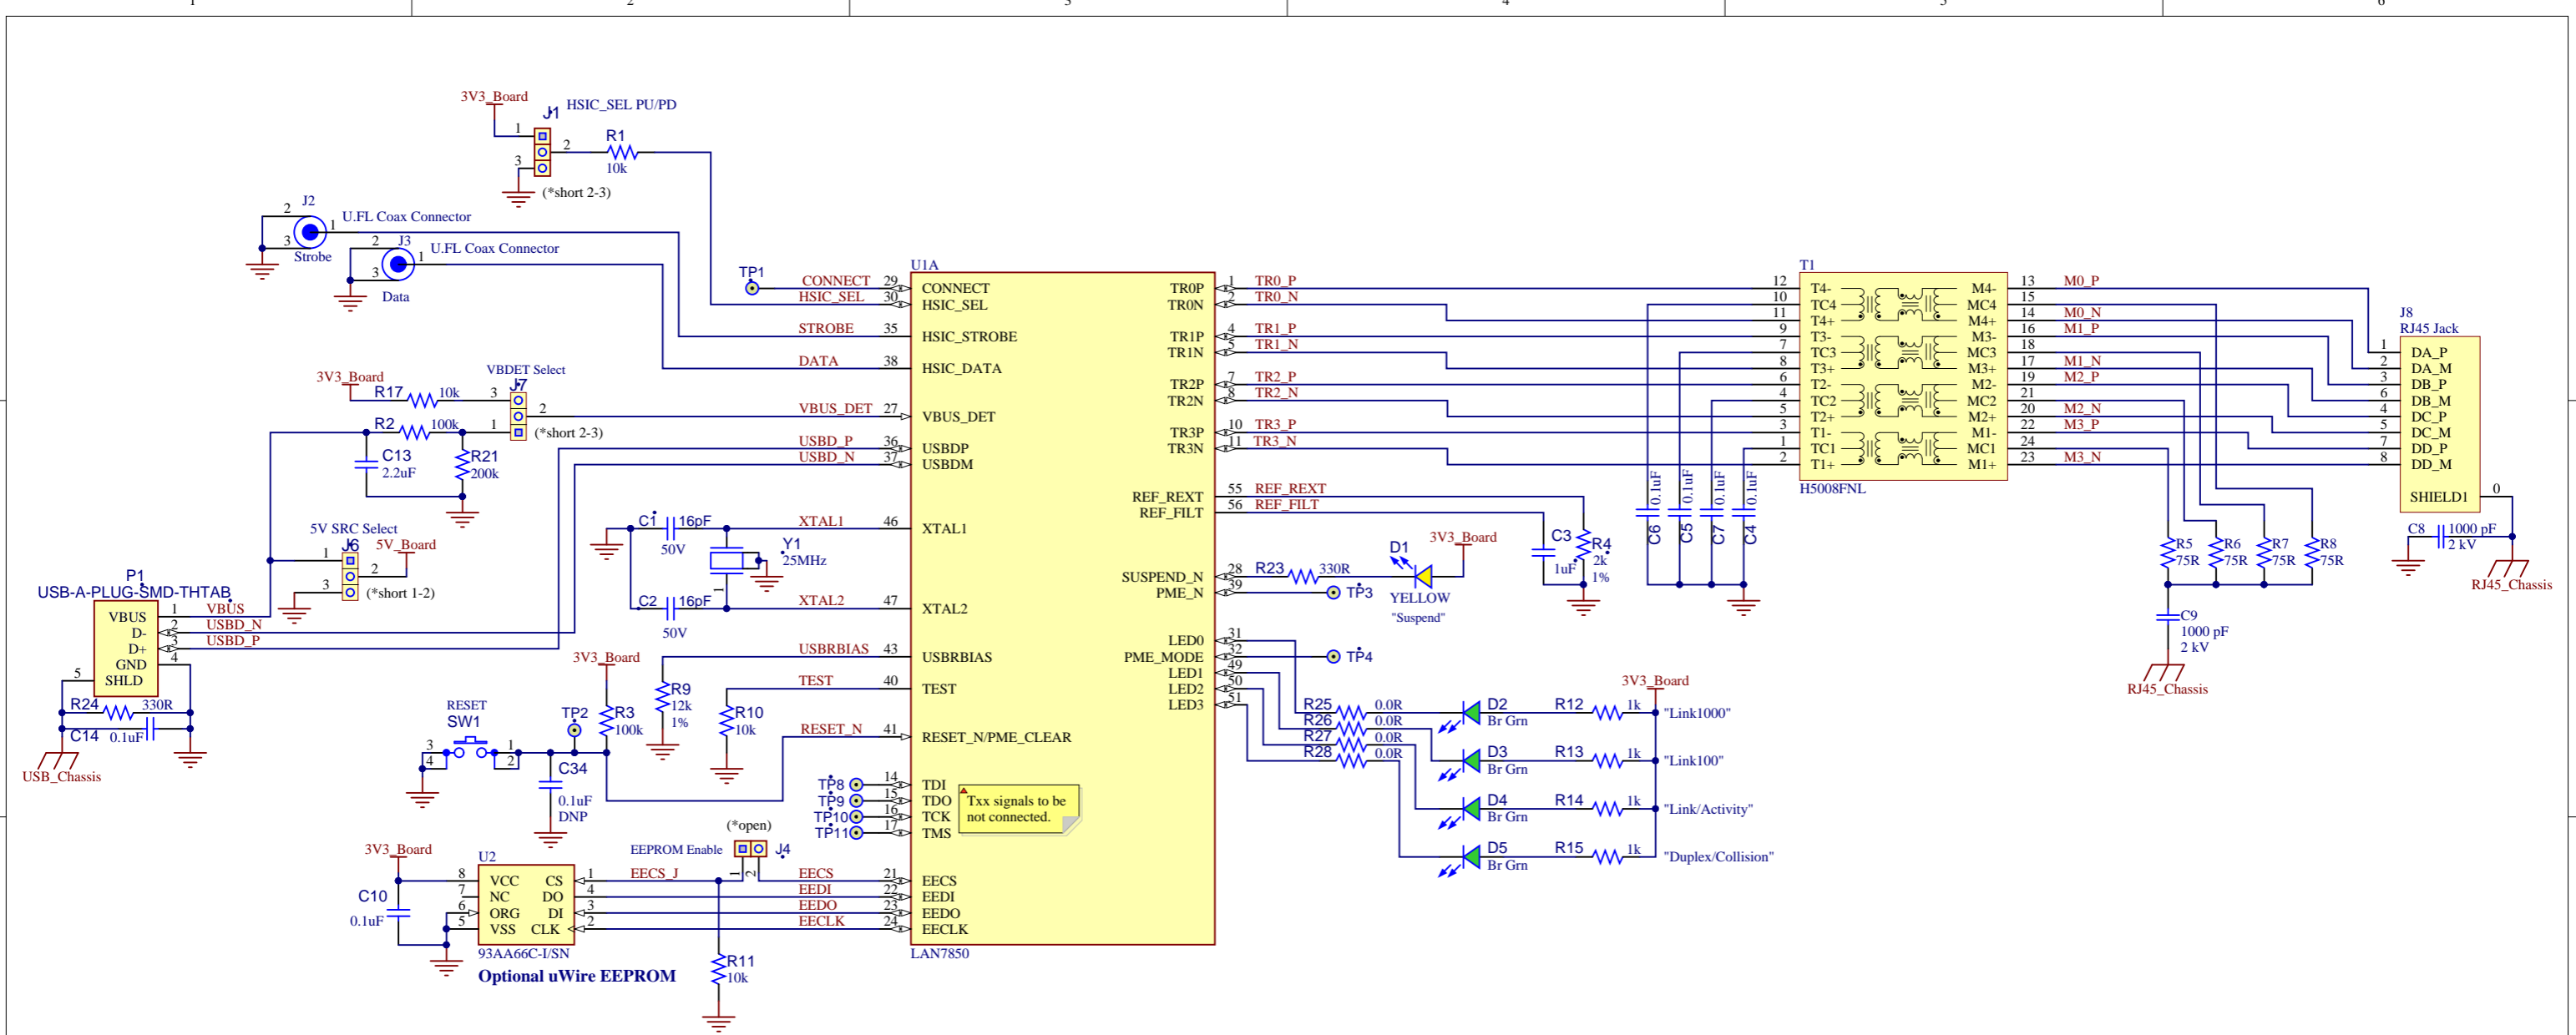 1 2 3 4 5 6
3V3_Board
J1 HSIC_SEL PU/PD
1
2
3
R1
10k
(*short 2-3)
J2
U.FL Coax Connector
2
1
3
Strobe
J3
U.FL Coax Connector
2
1
3
Data
TP1
CONNECT 29
HSIC_SEL 30
STROBE 35
DATA 38
VBDET Select
J7
3V3_Board
R17 10k 3
2
R2 100k 1
(*short 2-3)
C13
2.2uF
R21
200k
VBUS_DET 27
USBD_P 36
USBD_N 37
5V SRC Select
J6
5V_Board
1
2
3
(*short 1-2)
P1
USB-A-PLUG-SMD-THTAB
VBUS 1 VBUS
D- 2 USBD_N
D+ 3 USBD_P
GND 4
5 SHLD
R24 330R
C14 0.1uF
USB_Chassis
C1 16pF
50V
Y1
25MHz
1
C2 16pF
50V
XTAL1 46
XTAL2 47
USBRBIAS 43
TEST 40
RESET_N 41
R9
12k
1%
R10
10k
3V3_Board
R3
100k
TP2
RESET
SW1
3
4
1
2
C34
0.1uF
DNP
TP8 14
TP9 15
TP10 16
TP11 17
(*open)
EEPROM Enable
J4
1 2
3V3_Board
U2
C10
0.1uF
8 VCC CS 1 EECS_J
7 NC DO 4
6 ORG DI 3
5 VSS CLK 2
93AA66C-I/SN
Optional uWire EEPROM
R11
10k
EECS 21
EEDI 22
EEDO 23
EECLK 24
U1A
CONNECT
HSIC_SEL
HSIC_STROBE
HSIC_DATA
VBUS_DET
USBDP
USBDM
XTAL1
XTAL2
USBRBIAS
TEST
RESET_N/PME_CLEAR
TDI
TDO
TCK
TMS
Txx signals to be
not connected.
EECS
EEDI
EEDO
EECLK
LAN7850
TR0P 1 TR0_P
TR0N 2 TR0_N
TR1P 4 TR1_P
TR1N 5 TR1_N
TR2P 7 TR2_P
TR2N 8 TR2_N
TR3P 10 TR3_P
TR3N 11 TR3_N
REF_REXT 55 REF_REXT
REF_FILT 56 REF_FILT
SUSPEND_N 28
PME_N 39
LED0 31
PME_MODE 32
LED1 49
LED2 50
LED3 51
R23 330R
D1
YELLOW
"Suspend"
3V3_Board
TP3
TP4
C3
1uF
R4
2k
1%
C6 0.1uF
C5 0.1uF
C7 0.1uF
C4 0.1uF
R25 0.0R
R26 0.0R
R27 0.0R
R28 0.0R
3V3_Board
D2
Br Grn
R12 1k "Link1000"
D3
Br Grn
R13 1k "Link100"
D4
Br Grn
R14 1k "Link/Activity"
D5
Br Grn
R15 1k "Duplex/Collision"
T1
12 T4- M4- 13 M0_P
10 TC4 MC4 15
11 T4+ M4+ 14 M0_N
9 T3- M3- 16 M1_P
7 TC3 MC3 18
8 T3+ M3+ 17 M1_N
6 T2- M2- 19 M2_P
4 TC2 MC2 21
5 T2+ M2+ 20 M2_N
3 T1- M1- 22 M3_P
1 TC1 MC1 24
2 T1+ M1+ 23 M3_N
H5008FNL
J8
RJ45 Jack
1 DA_P
2 DA_M
3 DB_P
6 DB_M
4 DC_P
5 DC_M
7 DD_P
8 DD_M
SHIELD1 0
C8 1000 pF
2 kV
RJ45_Chassis
R5
75R
R6
75R
R7
75R
R8
75R
C9
1000 pF
2 kV
RJ45_Chassis